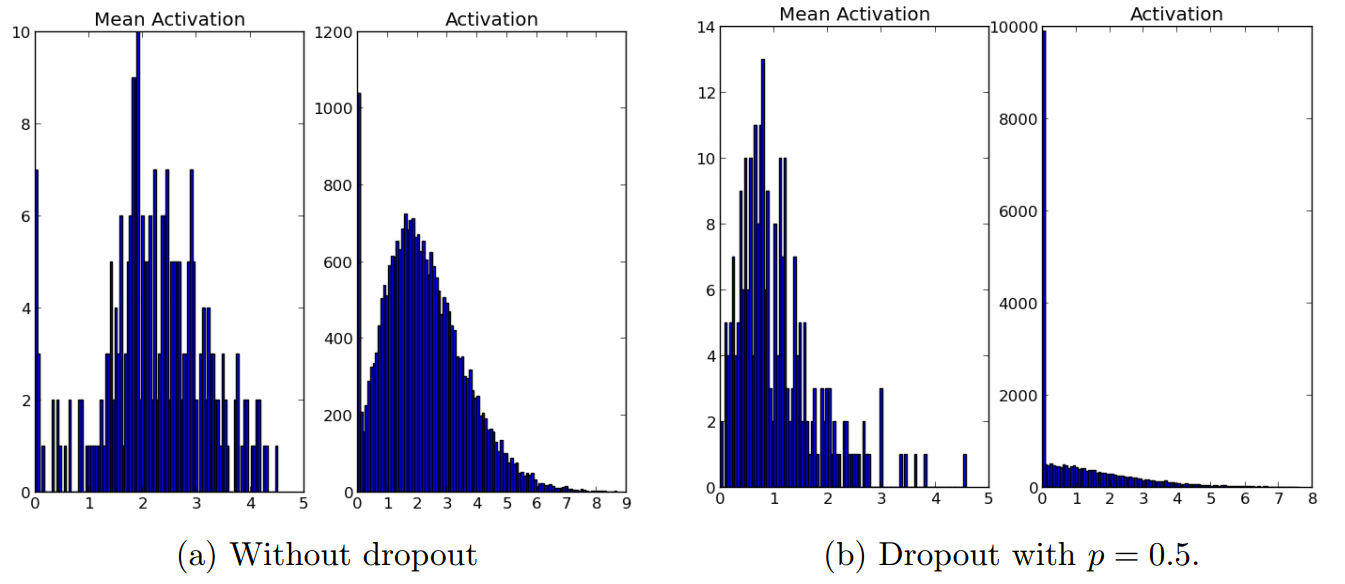 Mean Activation
10
8
6
4
2
0
0 1 2 3 4 5
Activation
1200
1000
800
600
400
200
0
0 1 2 3 4 5 6 7 8 9
(a) Without dropout
Mean Activation
14
12
10
8
6
4
2
0
0 1 2 3 4 5
Activation
10000
8000
6000
4000
2000
0
0 1 2 3 4 5 6 7 8
(b) Dropout with p = 0.5.